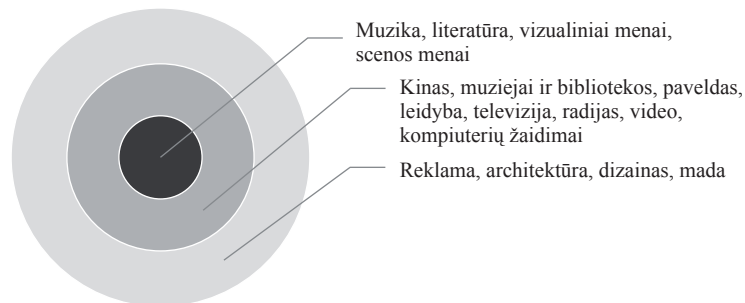 Muzika, literatūra, vizualiniai menai,
scenos menai
Kinas, muziejai ir bibliotekos, paveldas,
leidyba, televizija, radijas, video,
kompiuterių žaidimai
Reklama, architektūra, dizainas, mada